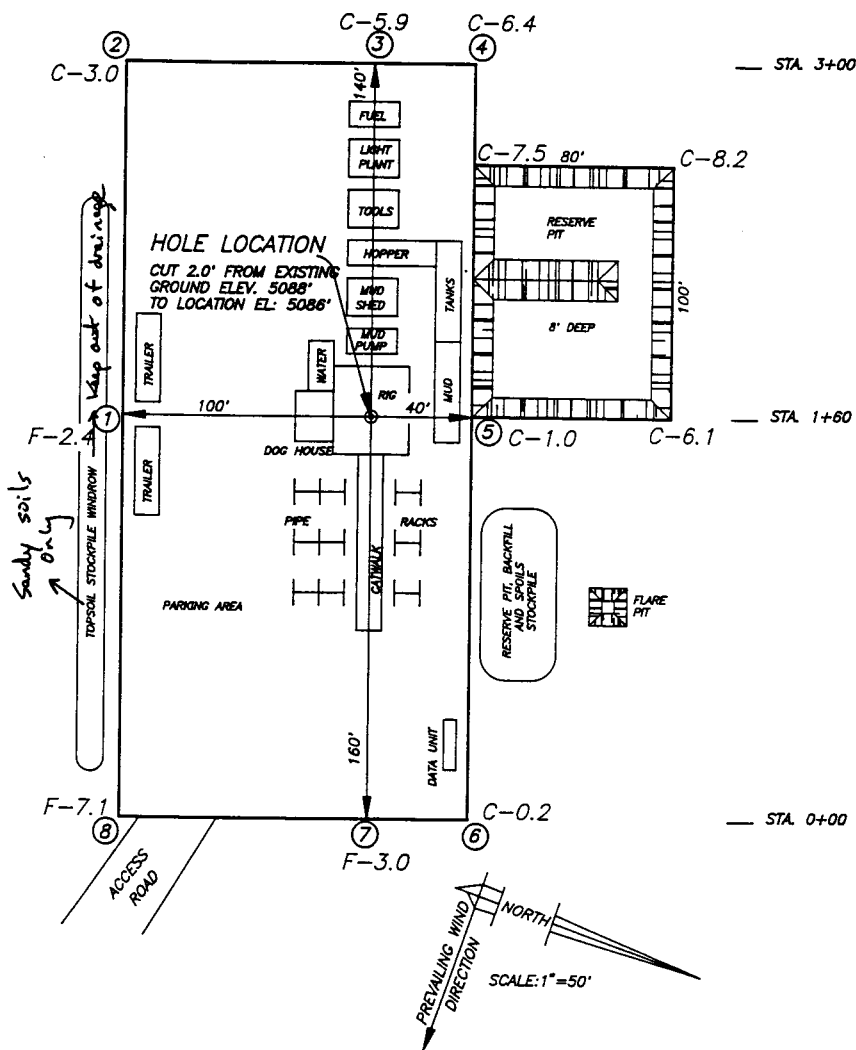 C-5.9
C-6.4
2
3
4
STA. 3+00
C-3.0
140'
FUEL
LIGHT
PLANT
C-7.5
80'
C-8.2
TOOLS
RESERVE
PIT
Keep out of drainage
HOLE LOCATION
CUT 2.0' FROM EXISTING
GROUND ELEV. 5088'
TO LOCATION EL: 5086'
HOPPER
MUD
SHED
TANKS
8' DEEP
100'
TRAILER
MUD
PUMP
WATER
MUD
RIG
1
100'
40'
STA. 1+60
F-2.4
5
C-1.0
C-6.1
DOG HOUSE
TRAILER
Sandy soils
only
TOPSOIL STOCKPILE WINDROW
PIPE
RACKS
CATWALK
PARKING AREA
RESERVE PIT, BACKFILL
AND SPOILS
STOCKPILE
FLARE
PIT
160'
DATA UNIT
F-7.1
C-0.2
STA. 0+00
8
7
6
F-3.0
ACCESS
ROAD
NORTH
PREVAILING WIND
DIRECTION
SCALE: 1"=50'